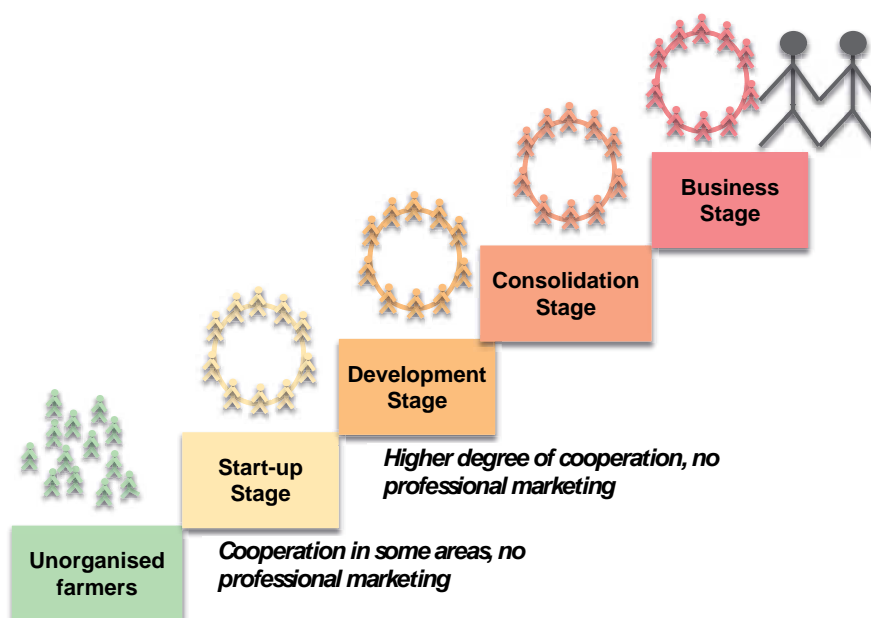 Business
Stage
Consolidation
Stage
Development
Stage
Higher degree of cooperation, no
professional marketing
Start-up
Stage
Cooperation in some areas, no
professional marketing
Unorganised
farmers